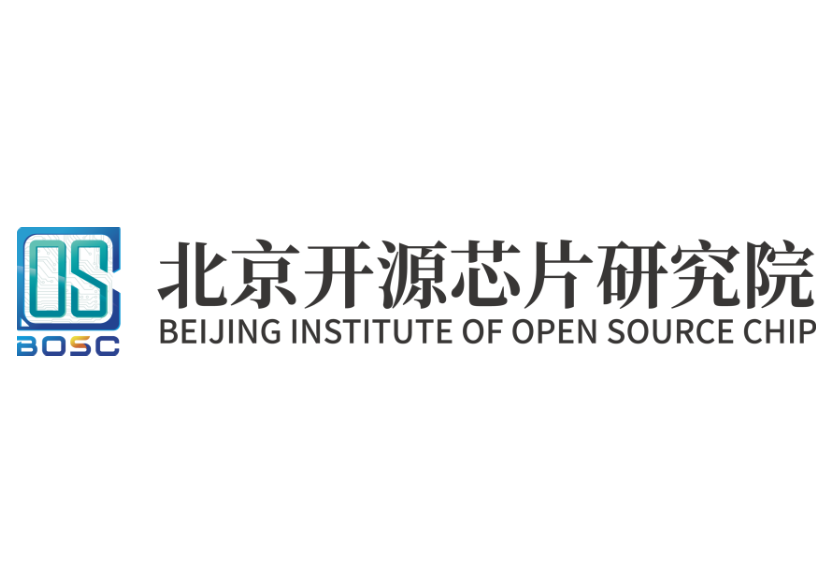 OS
BOSC
北京开源芯片研究院
BEIJING INSTITUTE OF OPEN SOURCE CHIP